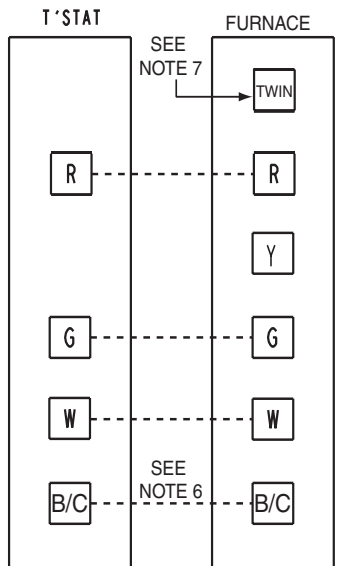 T'STAT
FURNACE
SEE
NOTE 7
TWIN
R
R
Y
G
G
W
W
SEE
NOTE 6
B/C
B/C